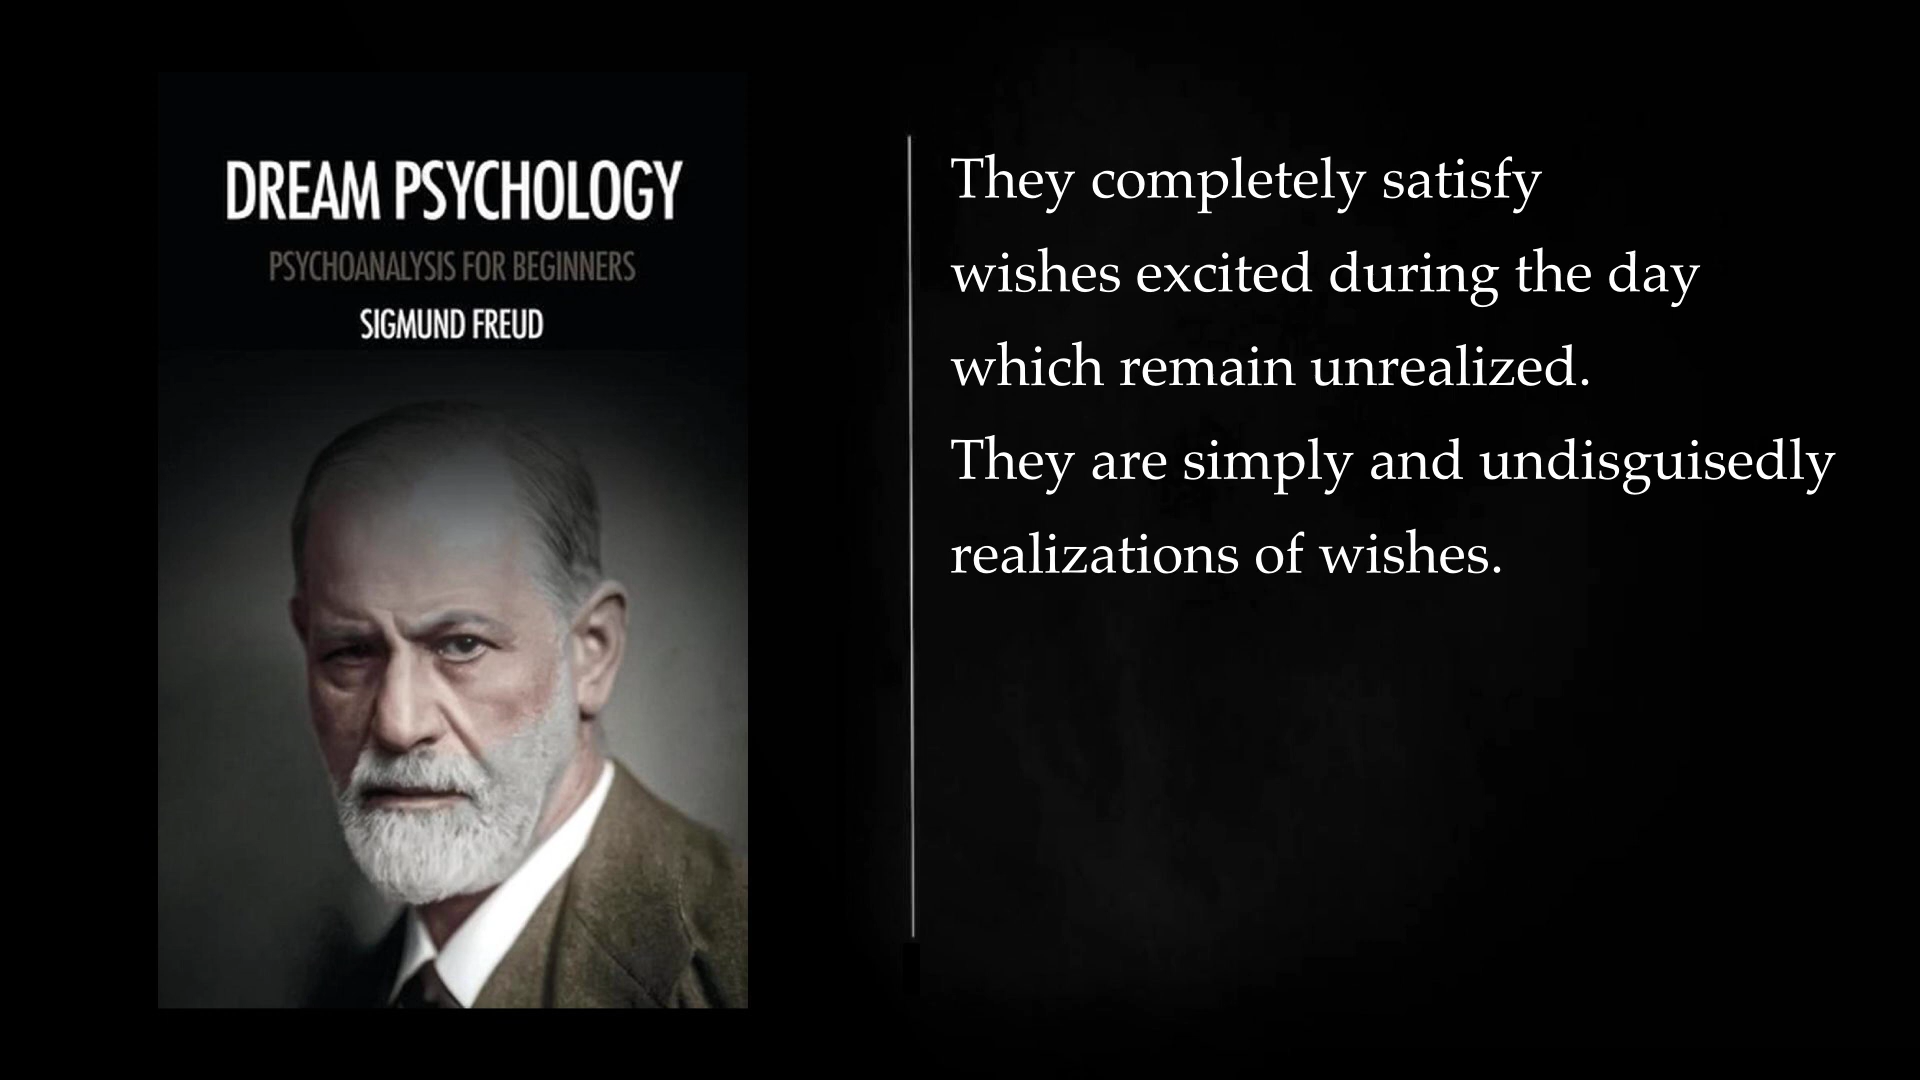 DREAM PSYCHOLOGY
PSYCHOANALYSIS FOR BEGINNERS
SIGMUND FREUD
They completely satisfy
wishes excited during the day
which remain unrealized.
They are simply and undisguisedly
realizations of wishes.